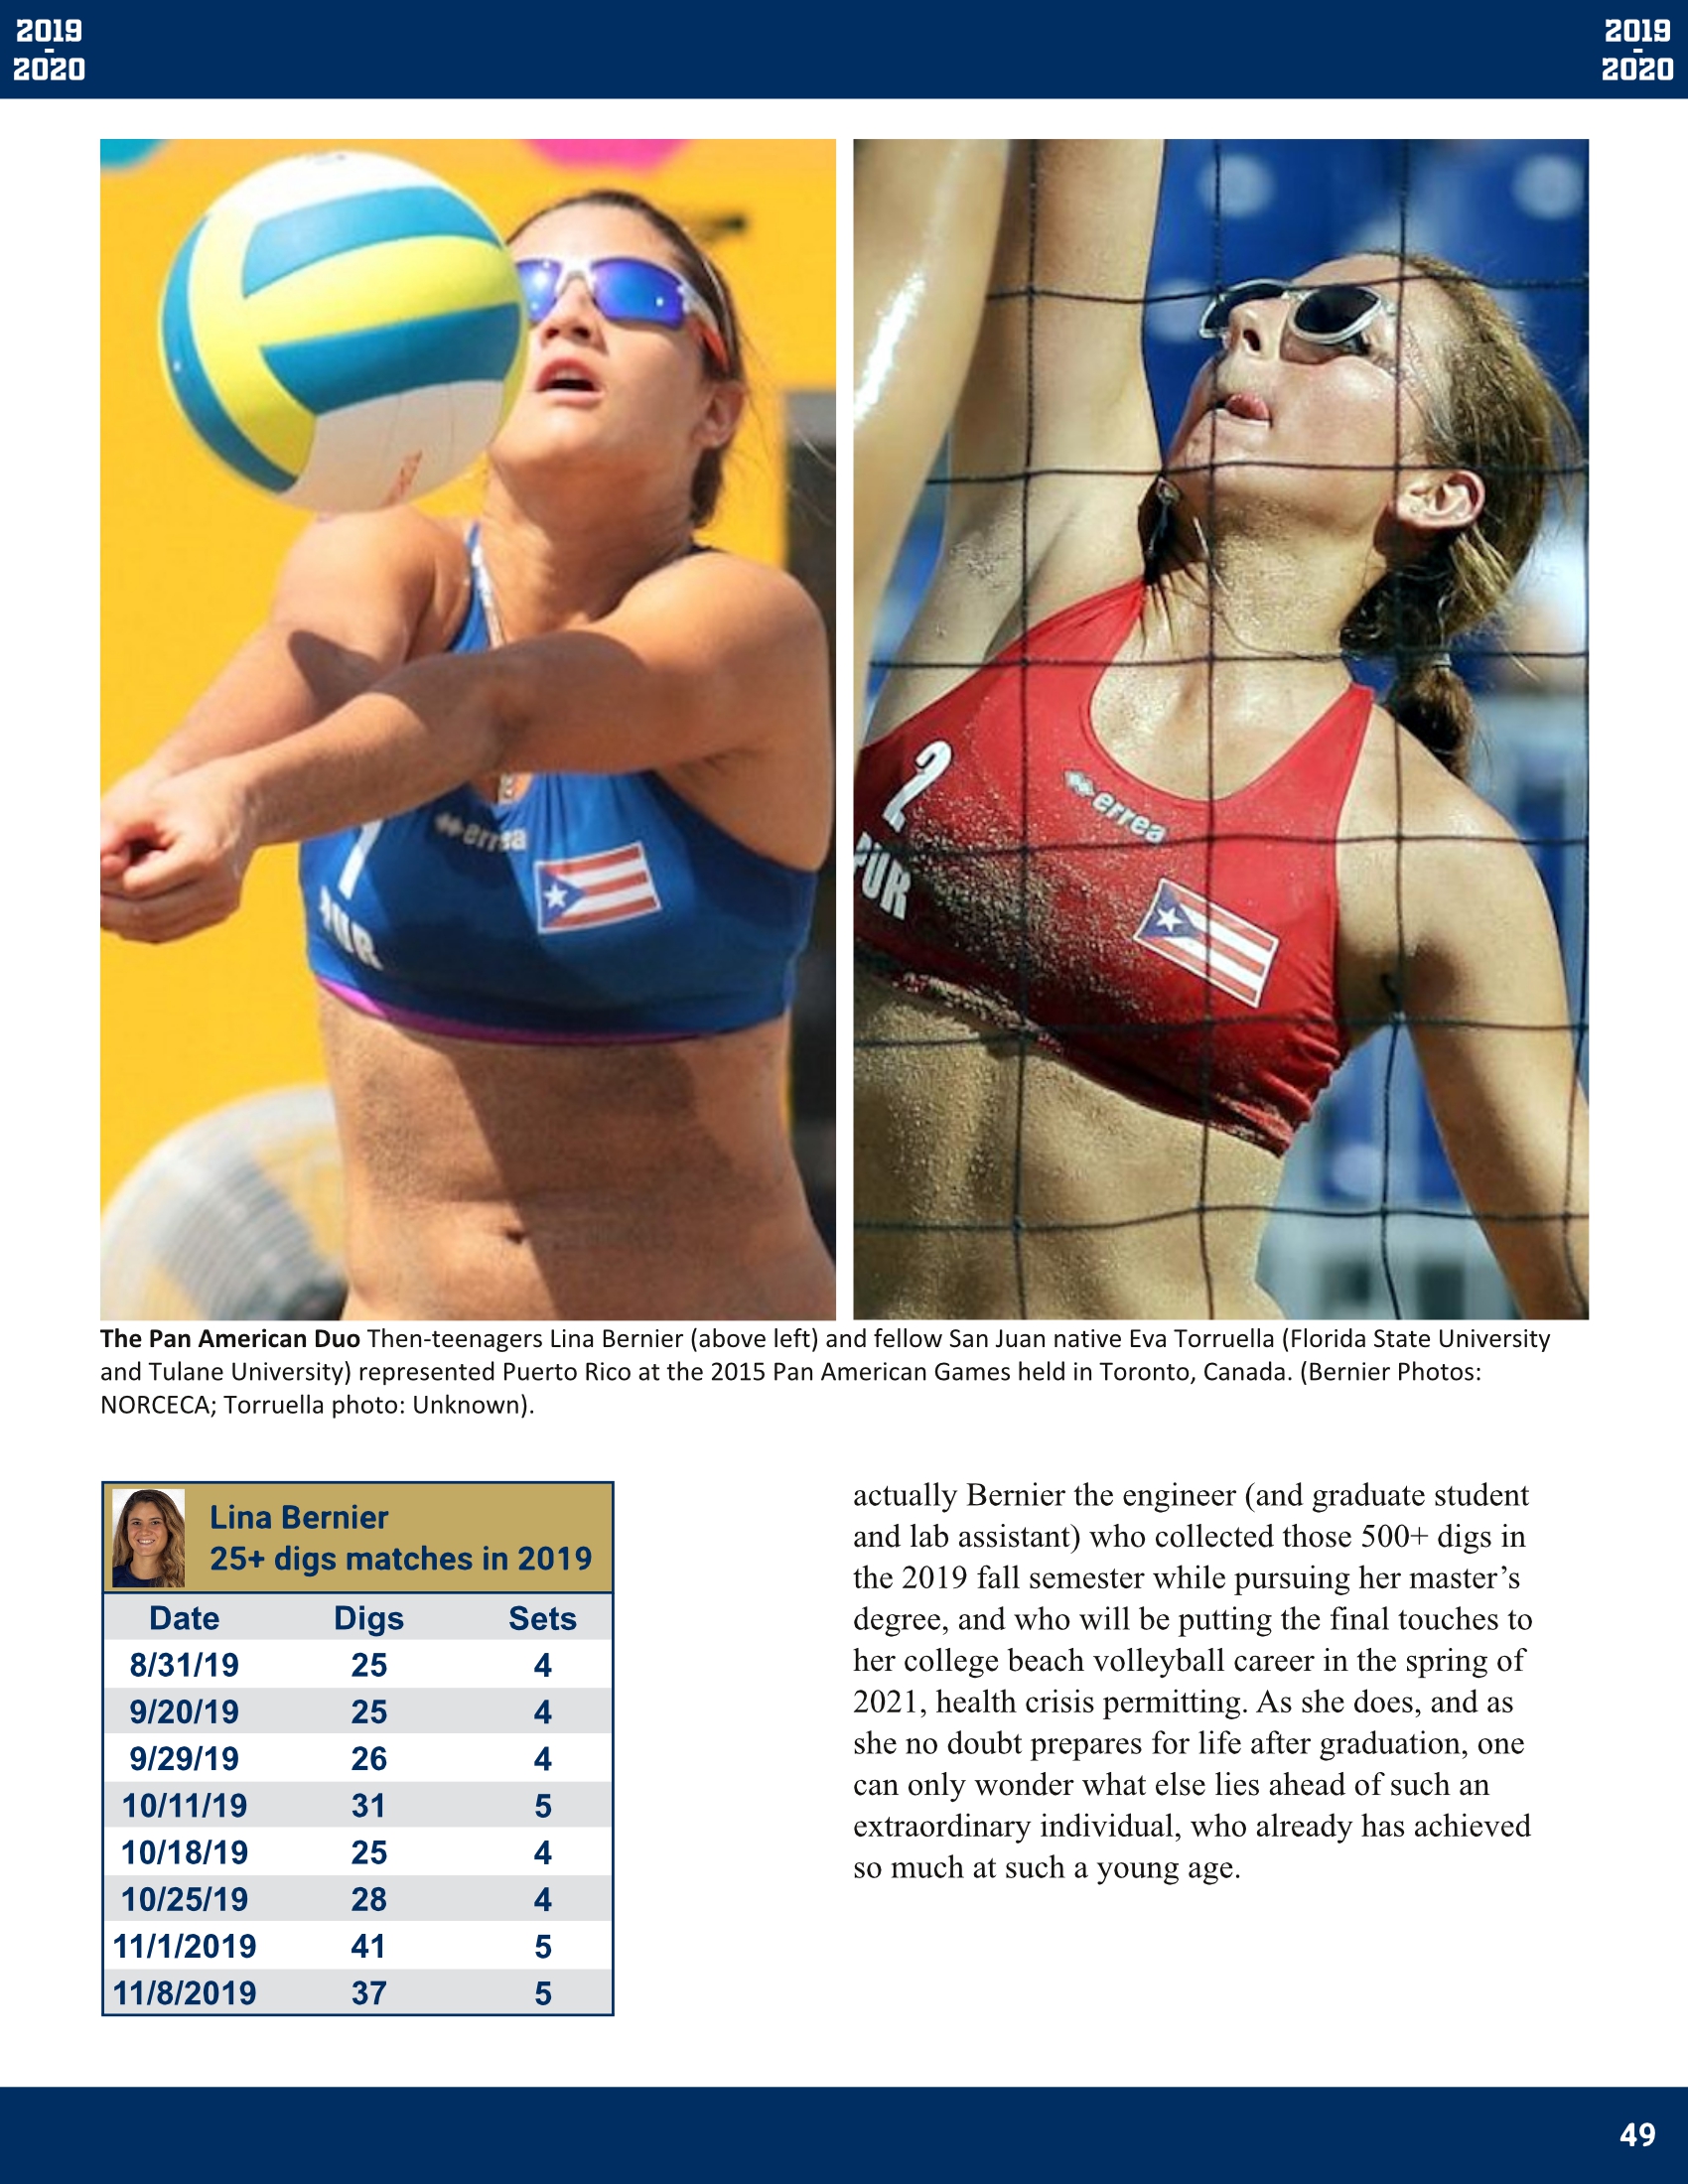 2019
-
2020
2019
-
2020
1
errea
PUR
2
errea
PUR
The Pan American Duo Then-teenagers Lina Bernier (above left) and fellow San Juan native Eva Torruella (Florida State University
and Tulane University) represented Puerto Rico at the 2015 Pan American Games held in Toronto, Canada. (Bernier Photos:
NORCECA; Torruella photo: Unknown).
Lina Bernier
25+ digs matches in 2019
Date Digs Sets
8/31/19 25 4
9/20/19 25 4
9/29/19 26 4
10/11/19 31 5
10/18/19 25 4
10/25/19 28 4
11/1/2019 41 5
11/8/2019 37 5
actually Bernier the engineer (and graduate student
and lab assistant) who collected those 500+ digs in
the 2019 fall semester while pursuing her master’s
degree, and who will be putting the final touches to
her college beach volleyball career in the spring of
2021, health crisis permitting. As she does, and as
she no doubt prepares for life after graduation, one
can only wonder what else lies ahead of such an
extraordinary individual, who already has achieved
so much at such a young age.
49